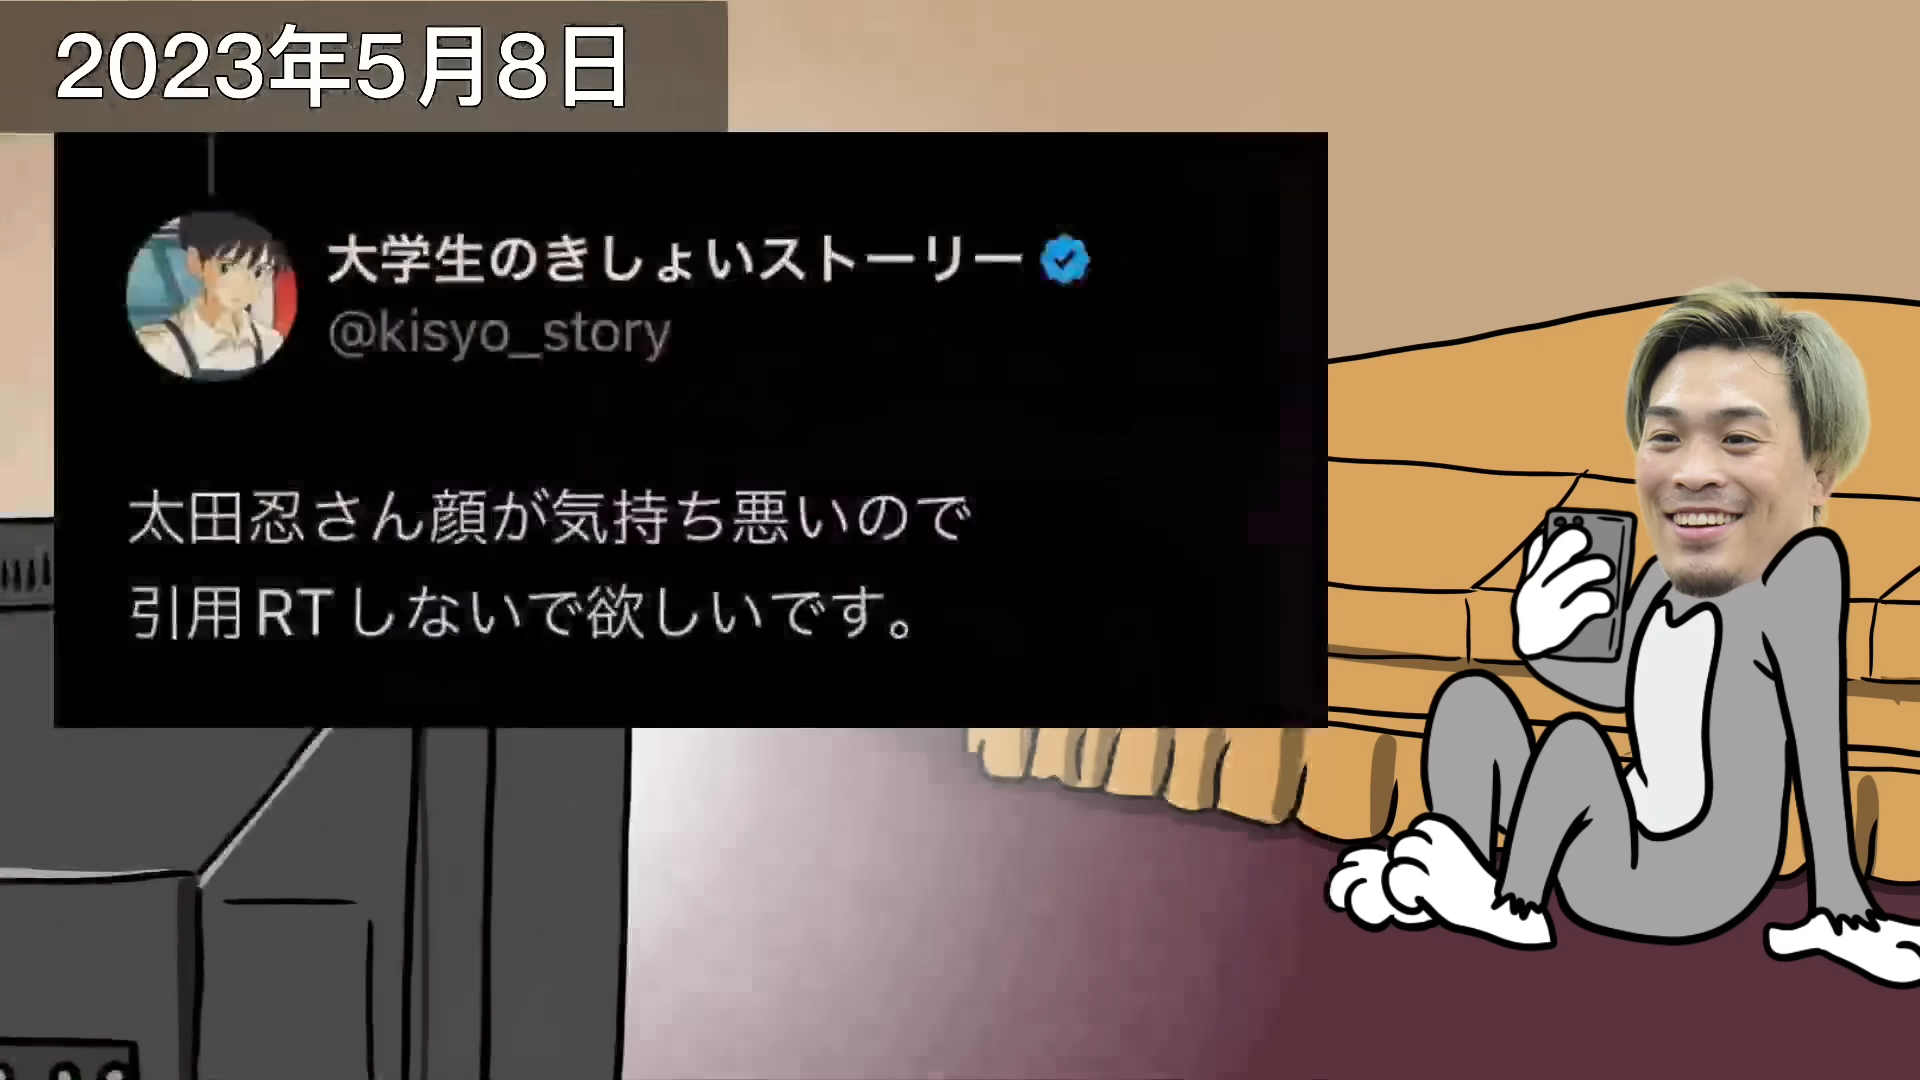 2023年5月8日
大学生のきしょいストーリー
@kisyo_story
太田忍さん顔が気持ち悪いので
引用RTしないで欲しいです。